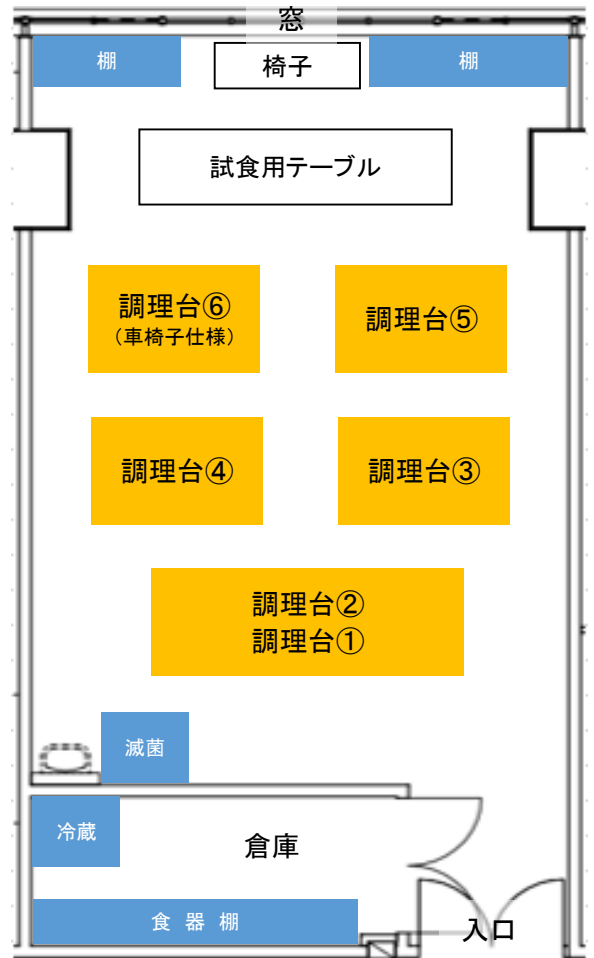 窓
棚
椅子
棚
試食用テーブル
調理台⑥
（車椅子仕様）
調理台⑤
調理台④
調理台③
調理台②
調理台①
滅菌
冷蔵
倉庫
食 器 棚
入口